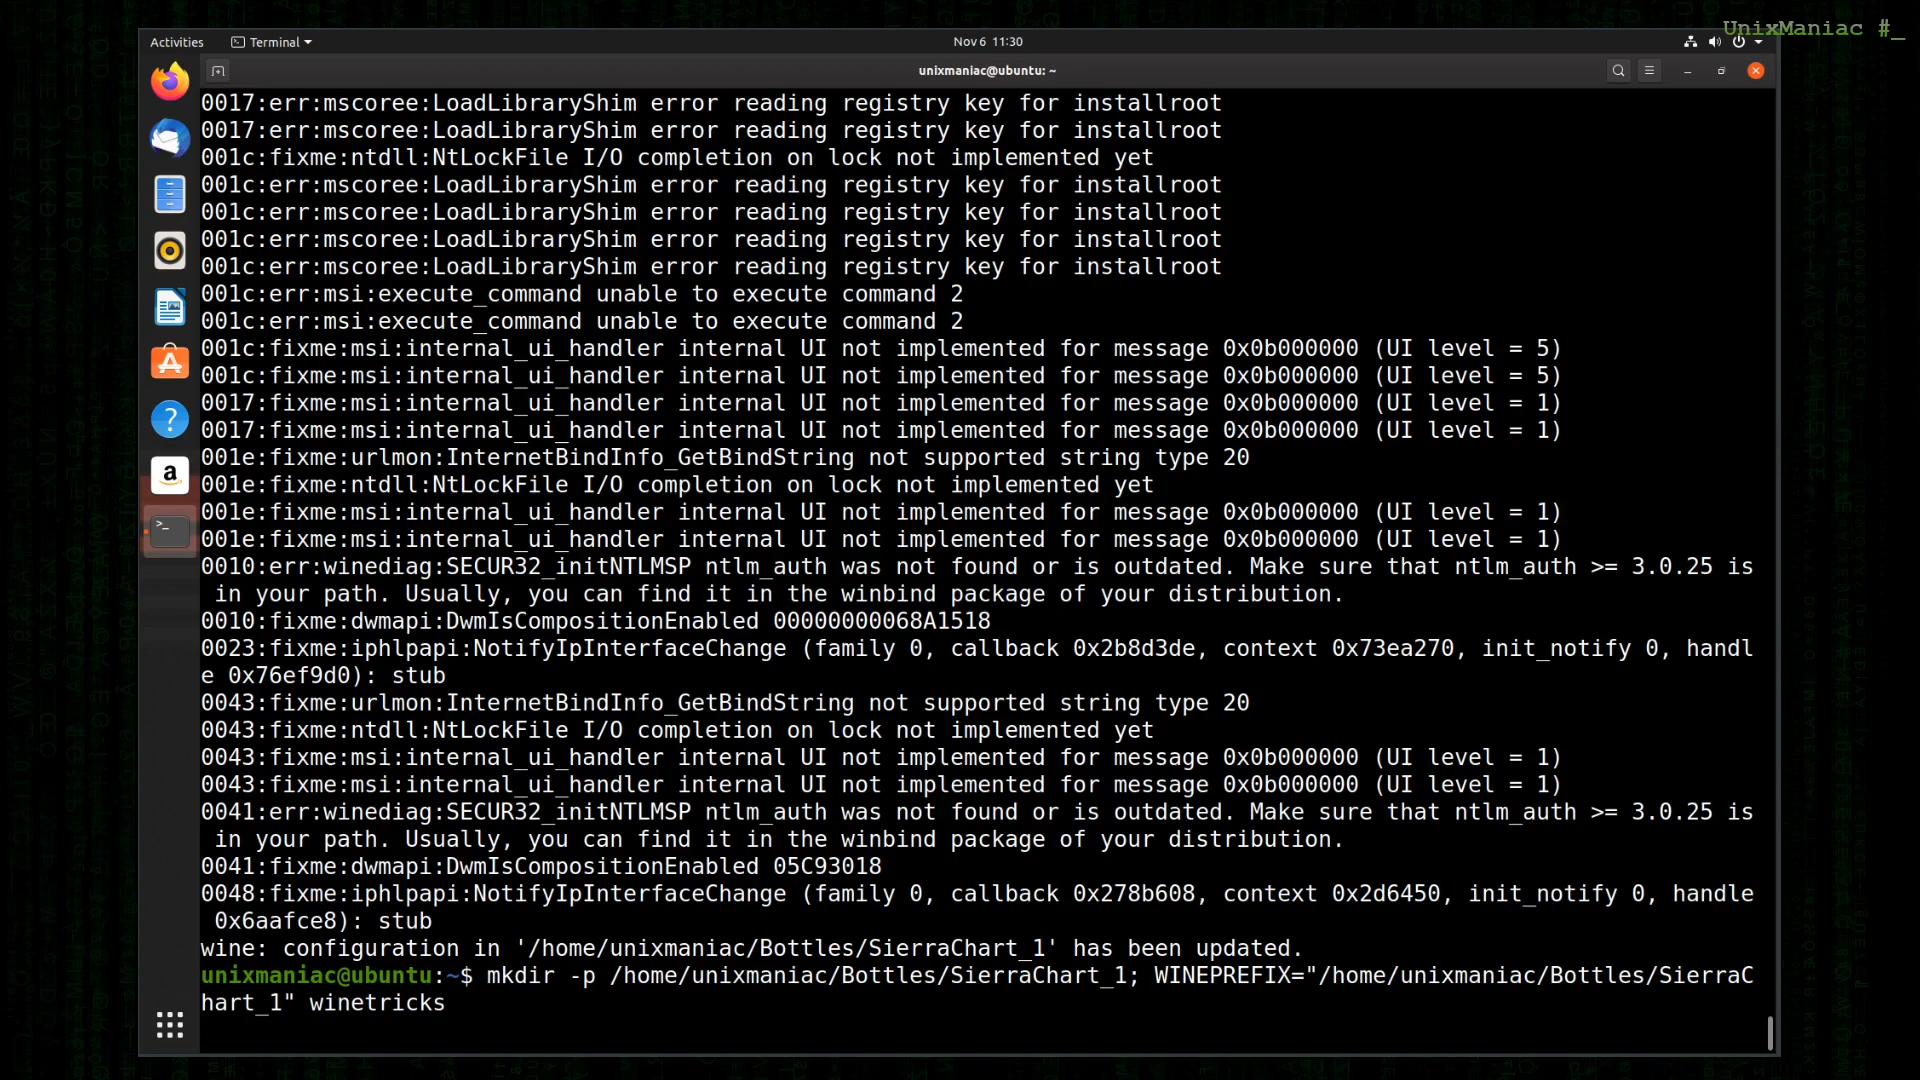 UnixManiac #_
Activities
Terminal
Nov 6 11:30
unixmaniac@ubuntu: ~
0017:err:mscoree:LoadLibraryShim error reading registry key for installroot
0017:err:mscoree:LoadLibraryShim error reading registry key for installroot
001c:fixme:ntdll:NtLockFile I/O completion on lock not implemented yet
001c:err:mscoree:LoadLibraryShim error reading registry key for installroot
001c:err:mscoree:LoadLibraryShim error reading registry key for installroot
001c:err:mscoree:LoadLibraryShim error reading registry key for installroot
001c:err:mscoree:LoadLibraryShim error reading registry key for installroot
001c:err:msi:execute_command unable to execute command 2
001c:err:msi:execute_command unable to execute command 2
001c:fixme:msi:internal_ui_handler internal UI not implemented for message 0x0b000000 (UI level = 5)
001c:fixme:msi:internal_ui_handler internal UI not implemented for message 0x0b000000 (UI level = 5)
0017:fixme:msi:internal_ui_handler internal UI not implemented for message 0x0b000000 (UI level = 1)
0017:fixme:msi:internal_ui_handler internal UI not implemented for message 0x0b000000 (UI level = 1)
001e:fixme:urlmon:InternetBindInfo_GetBindString not supported string type 20
001e:fixme:ntdll:NtLockFile I/O completion on lock not implemented yet
001e:fixme:msi:internal_ui_handler internal UI not implemented for message 0x0b000000 (UI level = 1)
001e:fixme:msi:internal_ui_handler internal UI not implemented for message 0x0b000000 (UI level = 1)
0010:err:winediag:SECUR32_initNTLMSP ntlm_auth was not found or is outdated. Make sure that ntlm_auth >= 3.0.25 is
in your path. Usually, you can find it in the winbind package of your distribution.
0010:fixme:dwmapi:DwmIsCompositionEnabled 00000000068A1518
0023:fixme:iphlpapi:NotifyIpInterfaceChange (family 0, callback 0x2b8d3de, context 0x73ea270, init_notify 0, handl
e 0x76ef9d0): stub
0043:fixme:urlmon:InternetBindInfo_GetBindString not supported string type 20
0043:fixme:ntdll:NtLockFile I/O completion on lock not implemented yet
0043:fixme:msi:internal_ui_handler internal UI not implemented for message 0x0b000000 (UI level = 1)
0043:fixme:msi:internal_ui_handler internal UI not implemented for message 0x0b000000 (UI level = 1)
0041:err:winediag:SECUR32_initNTLMSP ntlm_auth was not found or is outdated. Make sure that ntlm_auth >= 3.0.25 is
in your path. Usually, you can find it in the winbind package of your distribution.
0041:fixme:dwmapi:DwmIsCompositionEnabled 05C93018
0048:fixme:iphlpapi:NotifyIpInterfaceChange (family 0, callback 0x278b608, context 0x2d6450, init_notify 0, handle
0x6aafce8): stub
wine: configuration in '/home/unixmaniac/Bottles/SierraChart_1' has been updated.
unixmaniac@ubuntu:~$ mkdir -p /home/unixmaniac/Bottles/SierraChart_1; WINEPREFIX="/home/unixmaniac/Bottles/SierraC
hart_1" winetricks